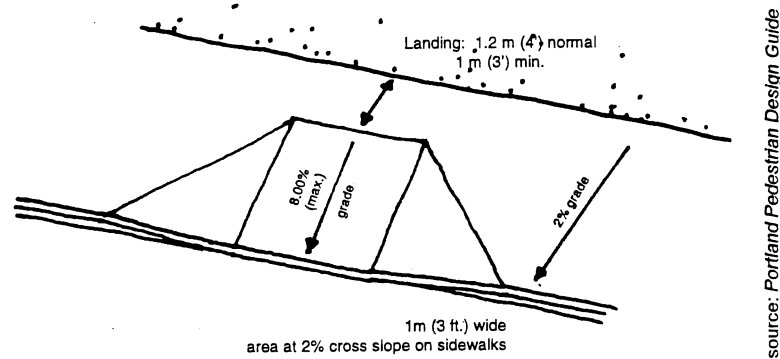 Landing: 1.2 m (4') normal
1 m (3') min.
8.00%
(max.)
grade
2% grade
1m (3 ft.) wide
area at 2% cross slope on sidewalks
source: Portland Pedestrian Design Guide